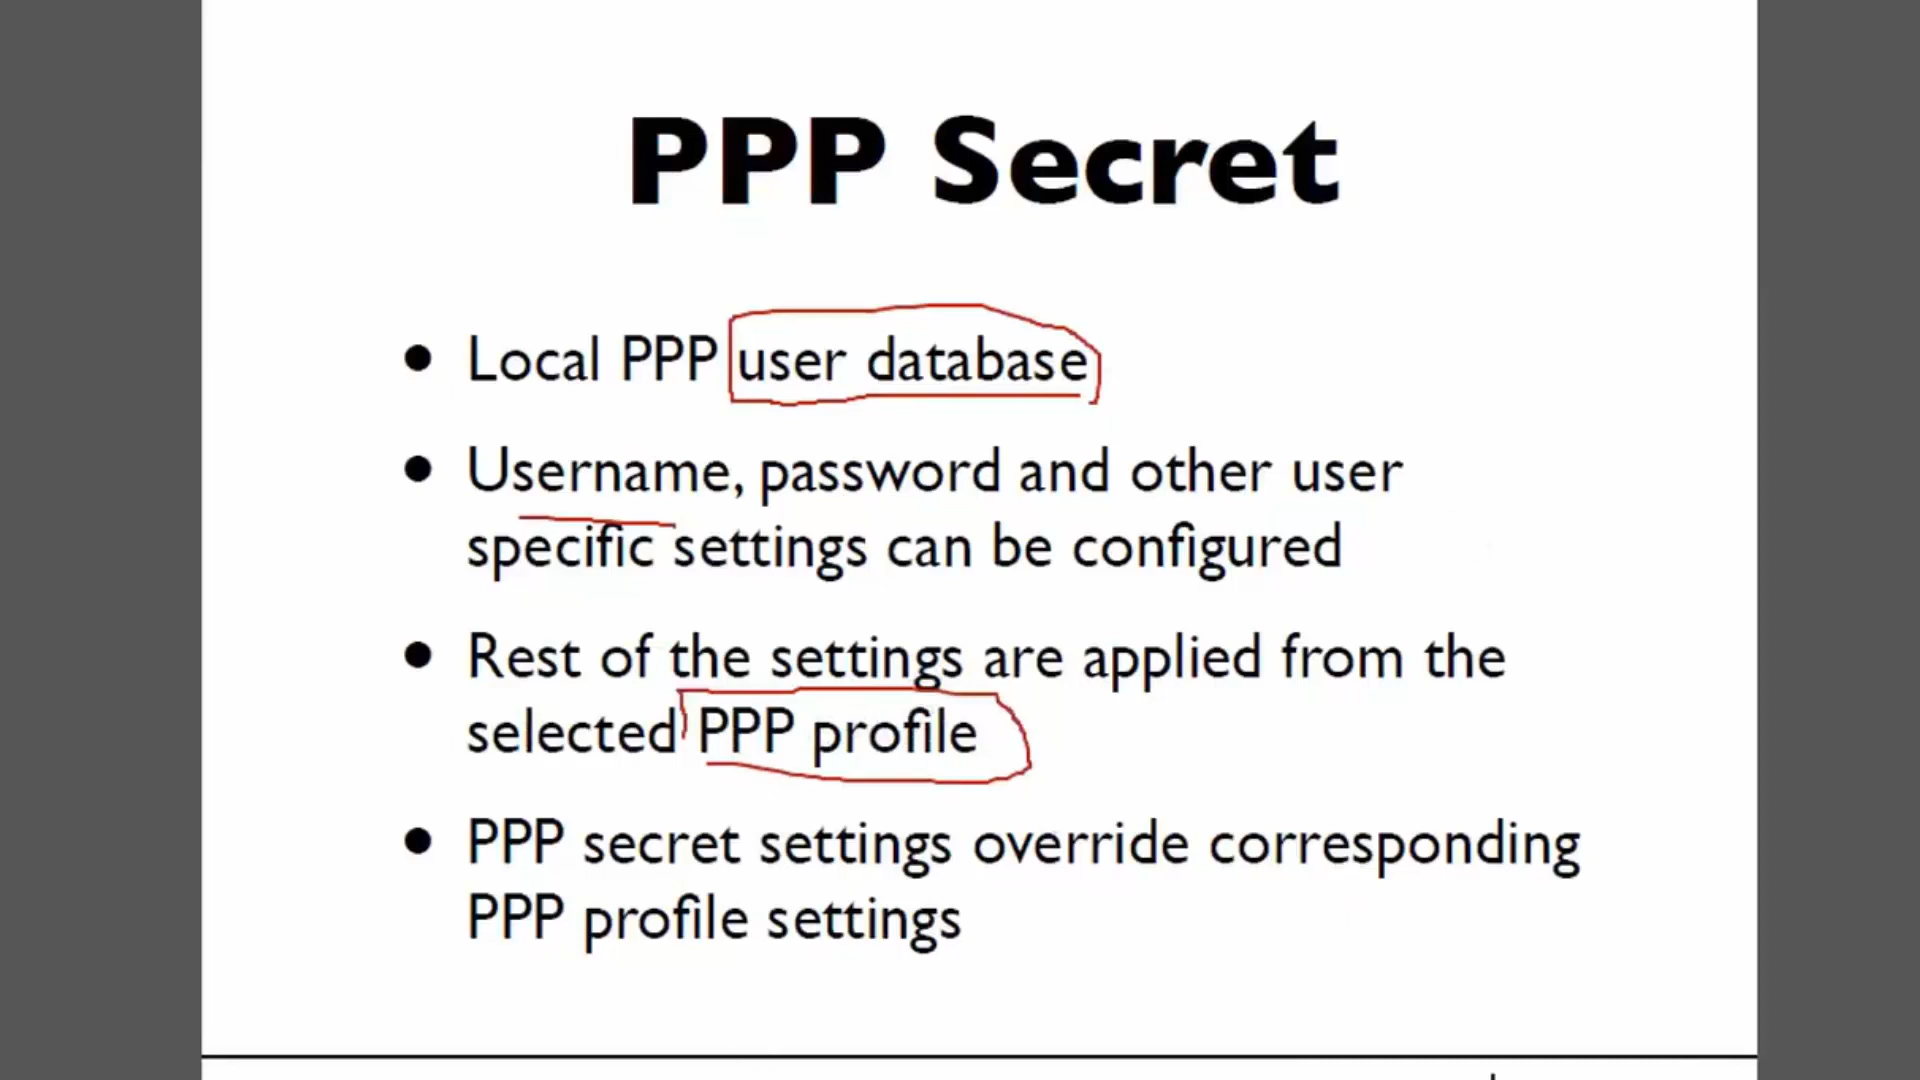 PPP Secret
• Local PPP user database
• Username, password and other user
specific settings can be configured
• Rest of the settings are applied from the
selected PPP profile
• PPP secret settings override corresponding
PPP profile settings